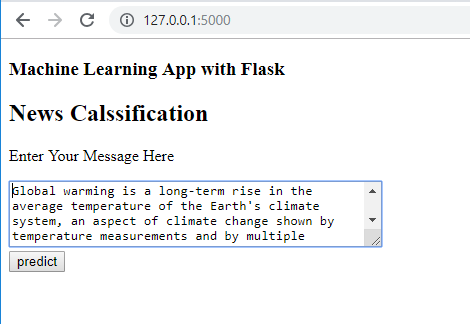 127.0.0.1:5000
Machine Learning App with Flask
News Calssification
Enter Your Message Here
Global warming is a long-term rise in the
average temperature of the Earth's climate
system, an aspect of climate change shown by
temperature measurements and by multiple
predict